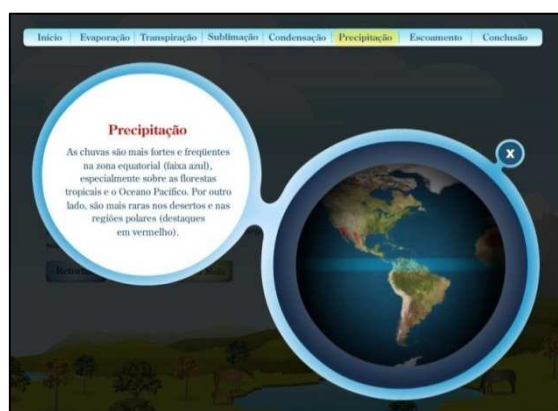 Início Evaporação Transpiração Sublimação Condensação Precipitação Escoamento Conclusão
Precipitação
As chuvas são mais fortes e freqüentes
na zona equatorial (faixa azul),
especialmente sobre as florestas
tropicais e o Oceano Pacífico. Por outro
lado, são mais raras nos desertos e nas
regiões polares (destaques
em vermelho).
X